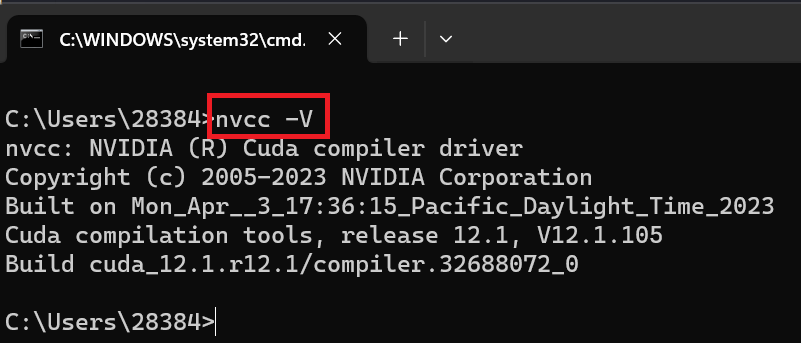 C:\WINDOWS\system32\cmd.
C:\Users\28384>nvcc -V
nvcc: NVIDIA (R) Cuda compiler driver
Copyright (c) 2005-2023 NVIDIA Corporation
Built on Mon_Apr__3_17:36:15_Pacific_Daylight_Time_2023
Cuda compilation tools, release 12.1, V12.1.105
Build cuda_12.1.r12.1/compiler.32688072_0
C:\Users\28384>